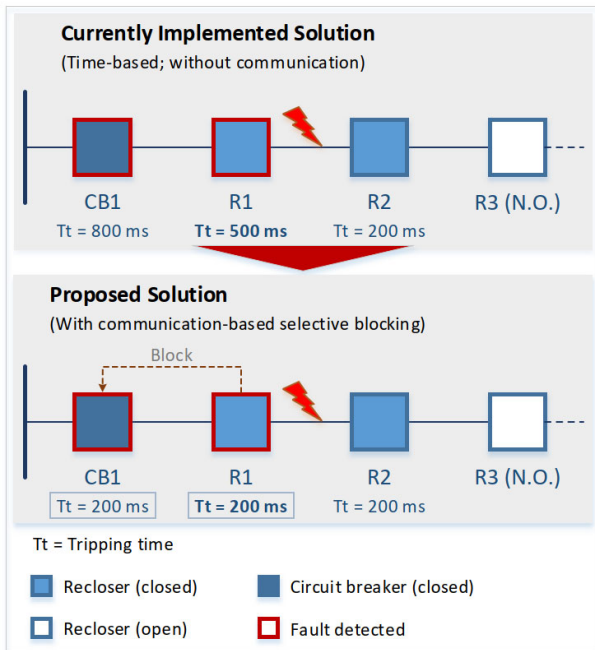 Currently Implemented Solution
(Time-based; without communication)
CB1 R1 R2 R3 (N.O.)
Tt = 800 ms Tt = 500 ms Tt = 200 ms
Proposed Solution
(With communication-based selective blocking)
Block
CB1 R1 R2 R3 (N.O.)
Tt = 200 ms Tt = 200 ms Tt = 200 ms
Tt = Tripping time
Recloser (closed) Circuit breaker (closed)
Recloser (open) Fault detected